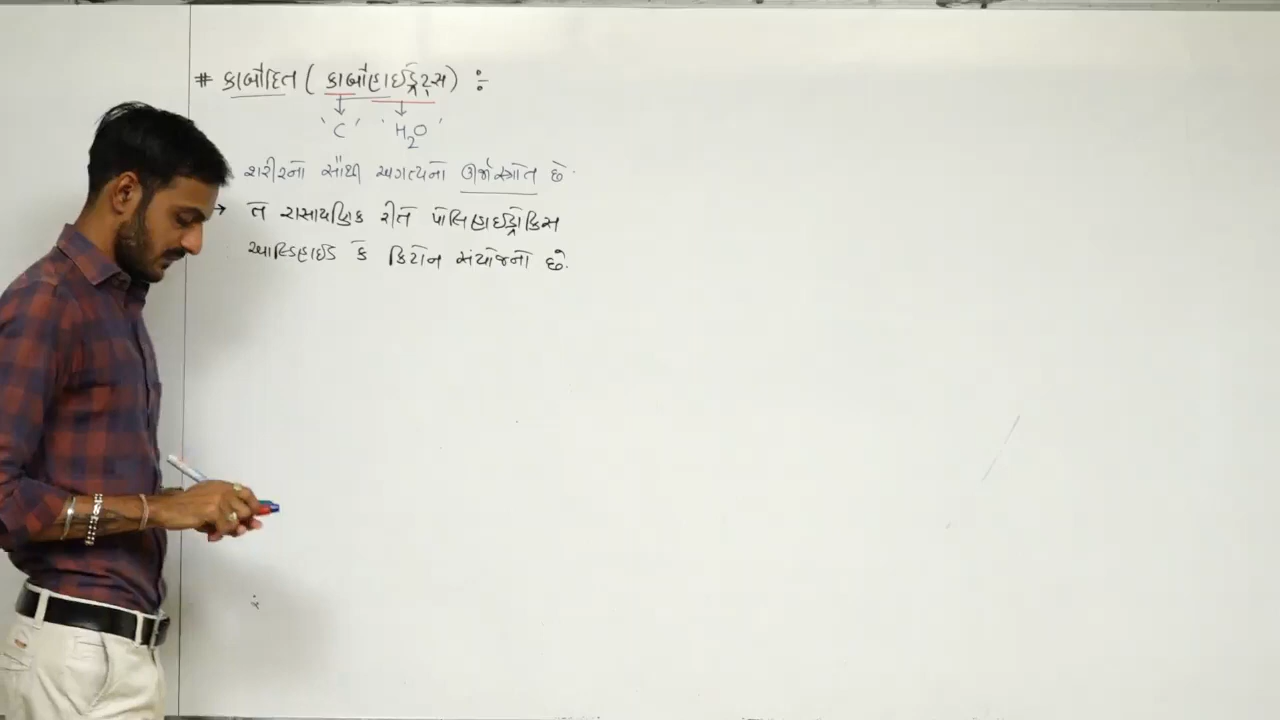 # કાર્બોદિત ( કાર્બોહાઈડ્રેટ્સ ) ÷
'C' 'H₂O'
શરીરનો સૌથી અગત્યનો ઊર્જાસ્ત્રોત છે.
→ તે રાસાયણિક રીતે પોલિહાઈડ્રોક્સિ
આલ્ડિહાઈડ કે કિટોન સંયોજનો છે.